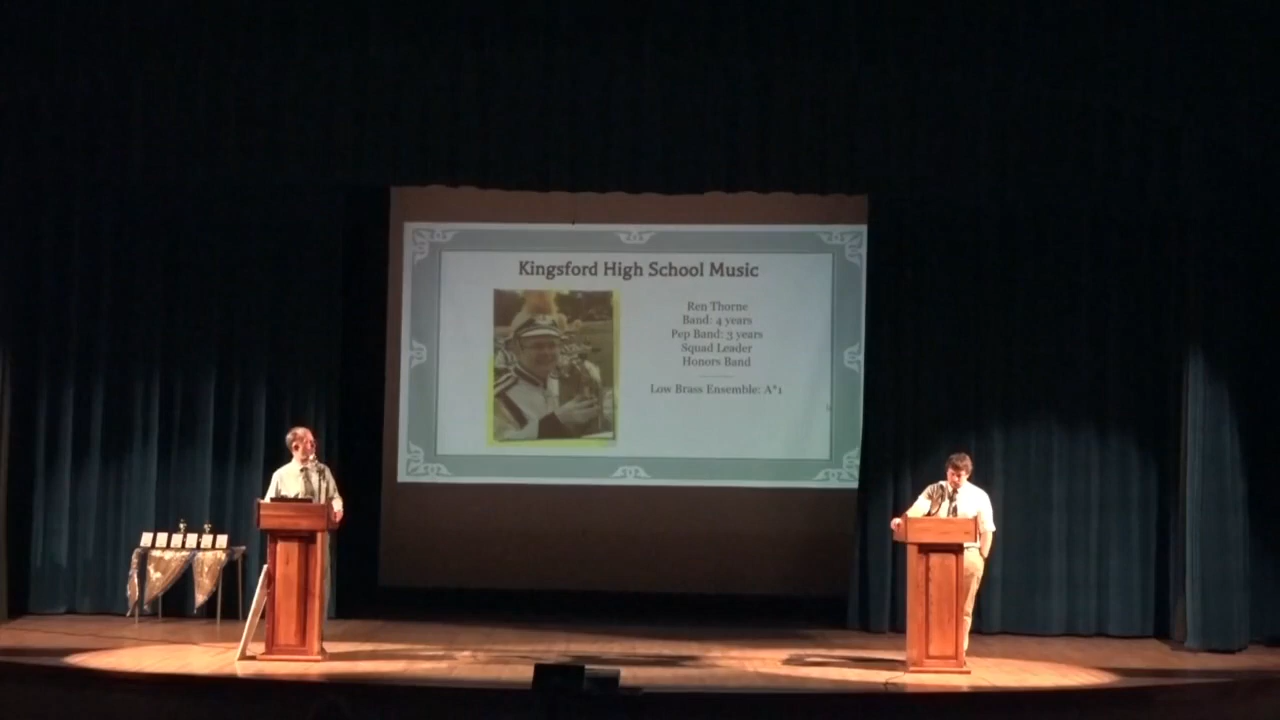 Kingsford High School Music
Ren Thorne
Band: 4 years
Pep Band: 3 years
Squad Leader
Honors Band
Low Brass Ensemble: A*1